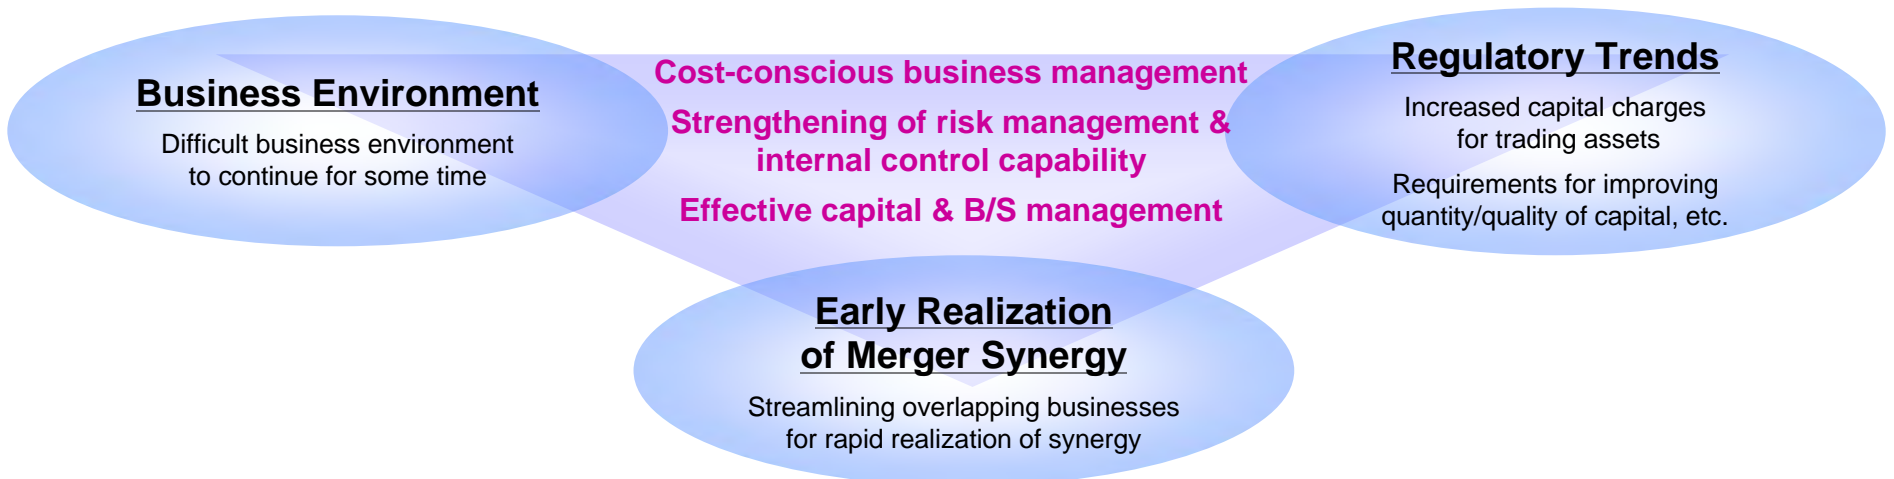 Business Environment
Difficult business environment
to continue for some time
Cost-conscious business management
Strengthening of risk management &
internal control capability
Effective capital & B/S management
Regulatory Trends
Increased capital charges
for trading assets
Requirements for improving
quantity/quality of capital, etc.
Early Realization
of Merger Synergy
Streamlining overlapping businesses
for rapid realization of synergy